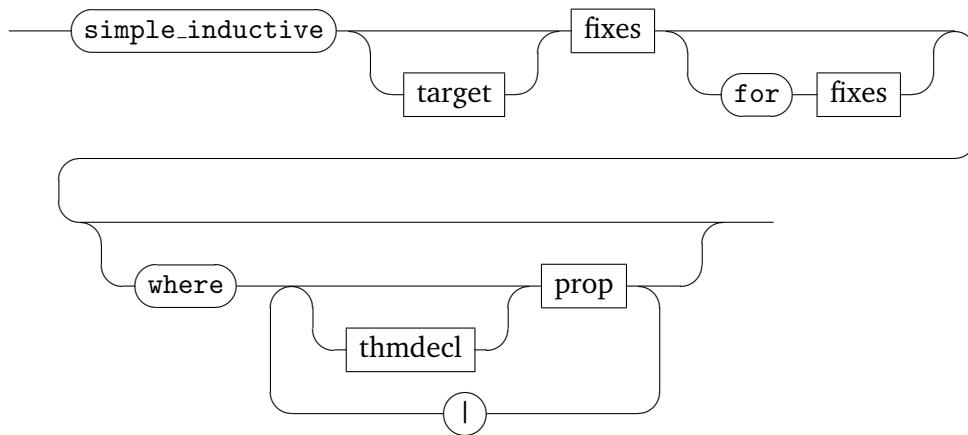 simple_inductive fixes
target for fixes
where prop
thmdecl
|